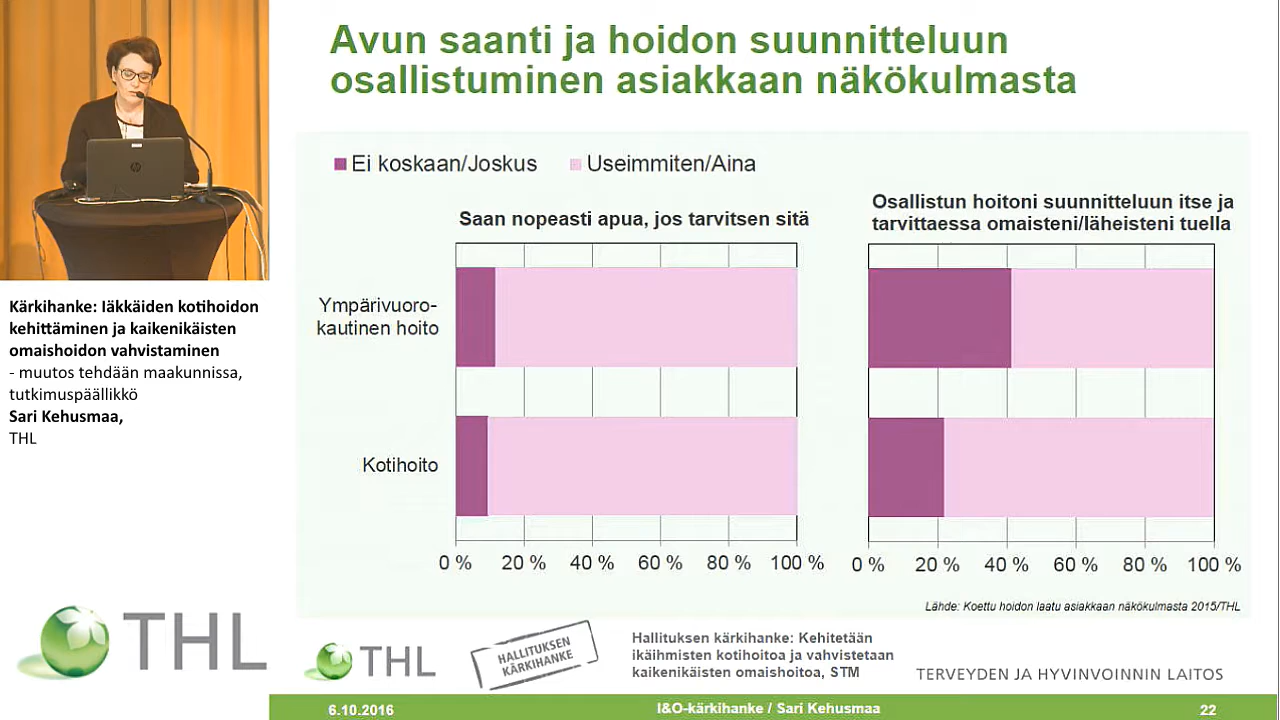 Avun saanti ja hoidon suunnitteluun
osallistuminen asiakkaan näkökulmasta
Ei koskaan/Joskus
Useimmiten/Aina
Saan nopeasti apua, jos tarvitsen sitä
Osallistun hoitoni suunnitteluun itse ja
tarvittaessa omaisteni/läheisteni tuella
Ympärivuoro-
kautinen hoito
Kotihoito
0 % 20 % 40 % 60 % 80 % 100 %
0 % 20 % 40 % 60 % 80 % 100 %
Lähde: Koettu hoidon laatu asiakkaan näkökulmasta 2015/THL
Kärkihanke: Iäkkäiden kotihoidon
kehittäminen ja kaikenikäisten
omaishoidon vahvistaminen
- muutos tehdään maakunnissa,
tutkimuspäällikkö
Sari Kehusmaa,
THL
THL
THL
HALLITUKSEN
KÄRKIHANKE
Hallituksen kärkihanke: Kehitetään
ikäihmisten kotihoitoa ja vahvistetaan
kaikenikäisten omaishoitoa, STM
TERVEYDEN JA HYVINVOINNIN LAITOS
6.10.2016
I&O-kärkihanke / Sari Kehusmaa
22